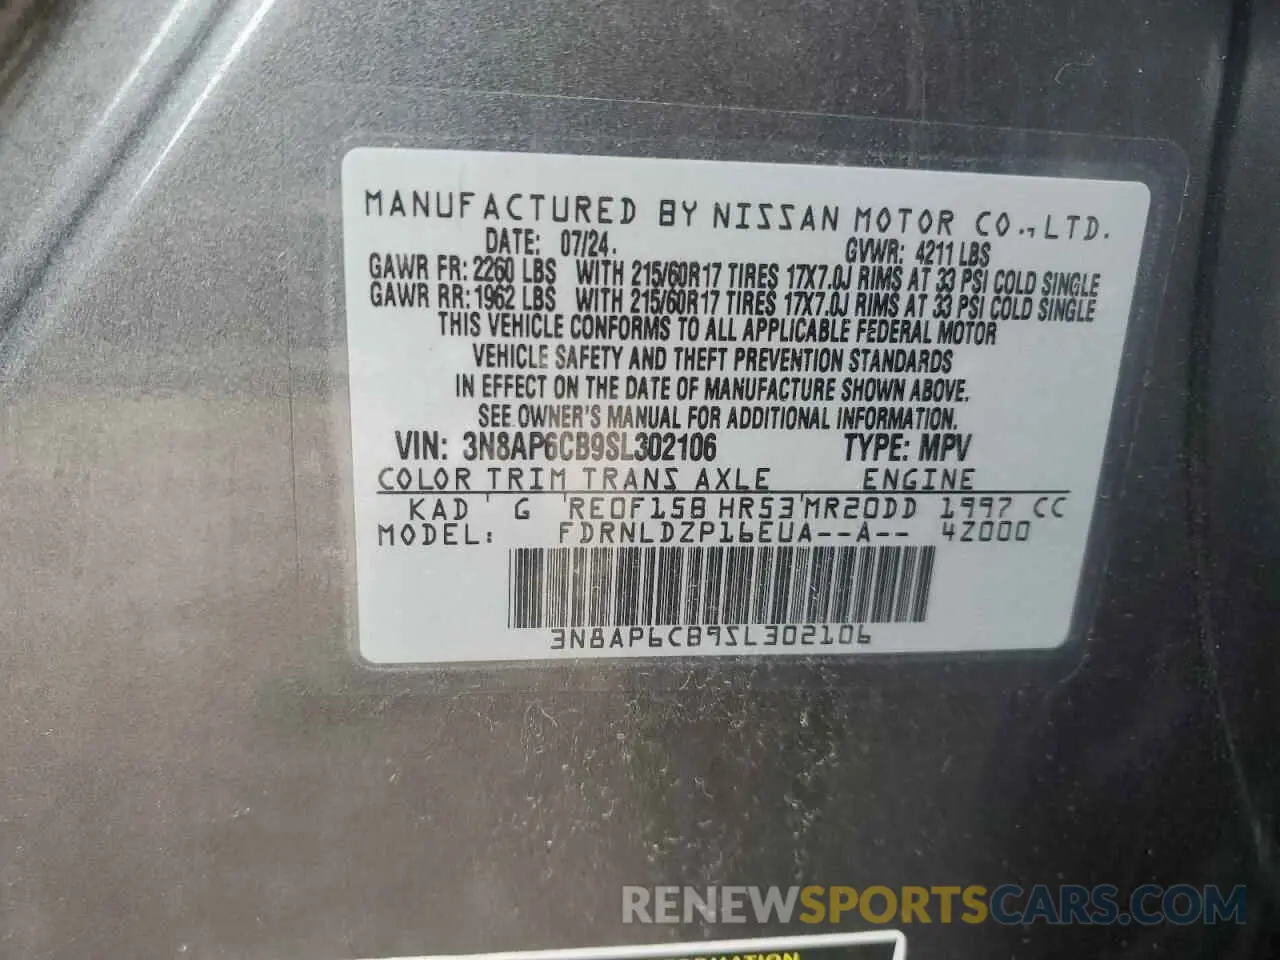 MANUFACTURED BY NISSAN MOTOR CO.,LTD.
DATE: 07/24. GVWR: 4211 LBS
GAWR FR: 2260 LBS WITH 215/60R17 TIRES 17X7.0J RIMS AT 33 PSI COLD SINGLE
GAWR RR: 1962 LBS WITH 215/60R17 TIRES 17X7.0J RIMS AT 33 PSI COLD SINGLE
THIS VEHICLE CONFORMS TO ALL APPLICABLE FEDERAL MOTOR
VEHICLE SAFETY AND THEFT PREVENTION STANDARDS
IN EFFECT ON THE DATE OF MANUFACTURE SHOWN ABOVE.
SEE OWNER'S MANUAL FOR ADDITIONAL INFORMATION.
VIN: 3N8AP6CB9SL302106 TYPE: MPV
COLOR TRIM TRANS AXLE ENGINE
KAD G RE0F15B HR53 MR20DD 1997 CC
MODEL: FDRNLDZP16EUA--A-- 4Z000
3N8AP6CB9SL302106
RENEWSPORTSCARS.COM